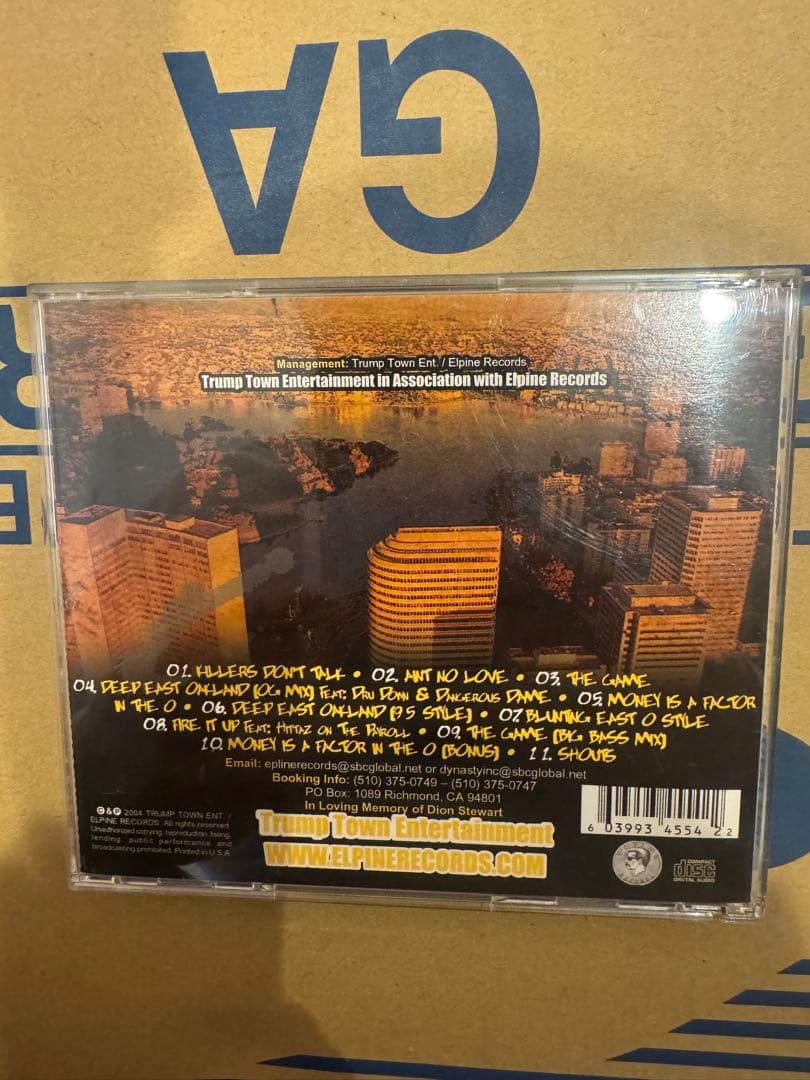 GA
R
Management: Trump Town Ent. / Elpine Records
Trump Town Entertainment in Association with Elpine Records
01. KILLERS DON'T TALK • 02. AINT NO LOVE • 03. THE GAME
04. DEEP EAST OAKLAND [OG MIX] FEAT: DRU DOWN & DANGEROUS DAME • 05. MONEY IS A FACTOR
IN THE O • 06. DEEP EAST OAKLAND [95 STYLE] • 07. BLUNTING EAST O STYLE
08. FIRE IT UP FEAT: HITTAZ ON THE PAYROLL • 09. THE GAME [BIG BASS MIX]
10. MONEY IS A FACTOR IN THE O [BONUS] • 11. SHOUTS
Email: eplinerecords@sbcglobal.net or dynastyinc@sbcglobal.net
Booking Info: (510) 375-0749 – (510) 375-0747
PO Box: 1089 Richmond, CA 94801
In Loving Memory of Dion Stewart
Trump Town Entertainment
WWW.ELPINERECORDS.COM
© & ℗ 2004 TRUMP TOWN ENT. /
ELPINE RECORDS. All rights reserved.
Unauthorized copying, reproduction, hiring,
lending, public performance and
broadcasting prohibited. Printed in U.S.A.
6 03993 4554 2 2
COMPACT
disc
DIGITAL AUDIO